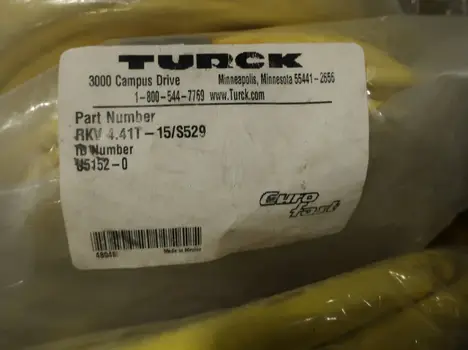 TURCK
3000 Campus Drive Minneapolis, Minnesota 55441-2656
1-800-544-7769 www.Turck.com
Part Number
RKV 4.41T-15/S529
ID Number
U5152-0
Euro
fast
Made in Mexico